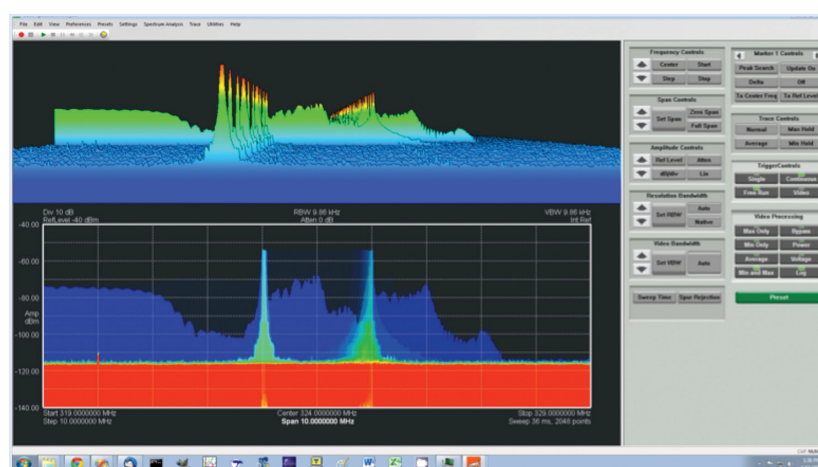 File Edit View Preferences Presets Settings Spectrum Analysis Trace Utilities Help
Div 10 dB RBW 9.86 kHz VBW 9.86 kHz
RefLevel -40 dBm Atten 0 dB Int Ref
-40.00
-60.00
-80.00
Amp
dBm
-100.00
-120.00
-140.00
Start 319.0000000 MHz Center 324.0000000 MHz Stop 329.0000000 MHz
Step 10.0000000 MHz Span 10.0000000 MHz Sweep 36 ms, 2048 points
Frequency Controls
Center Start
Step Stop
Span Controls
Set Span Zero Span
Full Span
Amplitude Controls
Ref Level Atten
dB/div Lin
Resolution Bandwidth
Set RBW Auto
Native
Video Bandwidth
Set VBW Auto
Sweep Time Spur Rejection
Marker 1 Controls
Peak Search Update On
Delta Off
To Center Freq To Ref Level
Trace Controls
Normal Max Hold
Average Min Hold
TriggerControls
Single Continuous
Free Run Video
Video Processing
Max Only Bypass
Min Only Power
Average Voltage
Min and Max Log
Preset